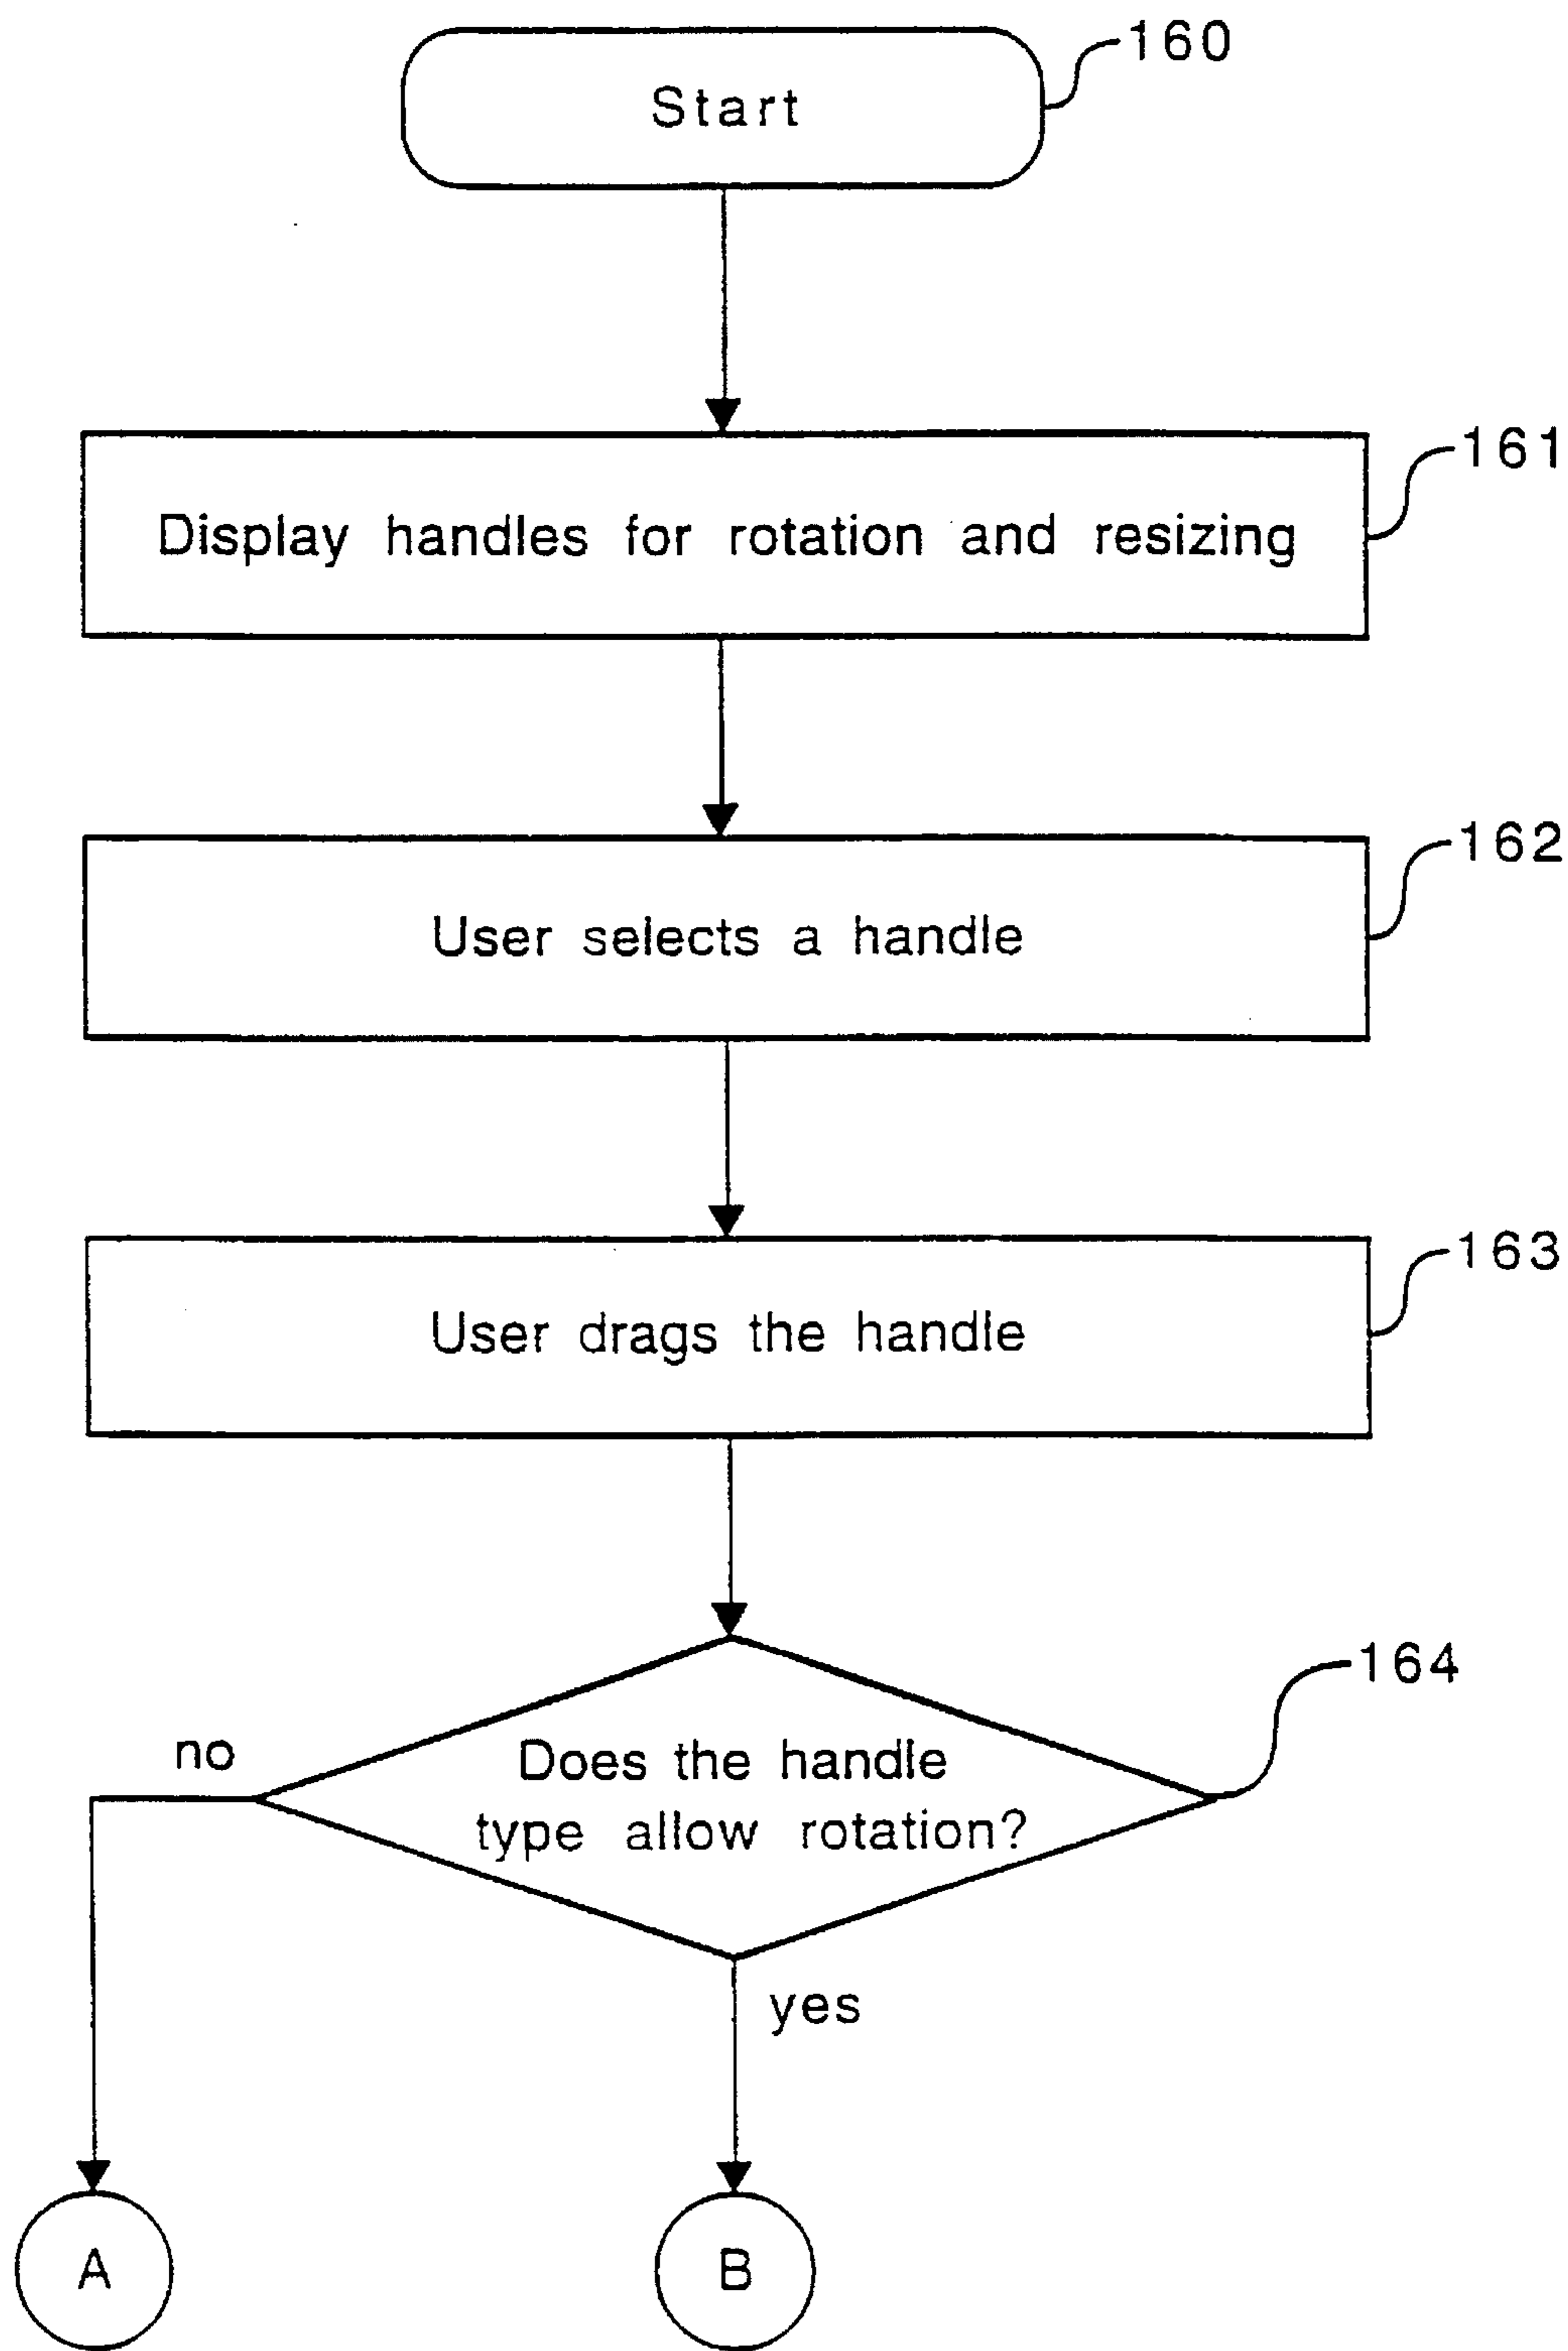 160
Start
161
Display handles for rotation and resizing
162
User selects a handle
163
User drags the handle
164
no
Does the handle
type allow rotation?
yes
A
B